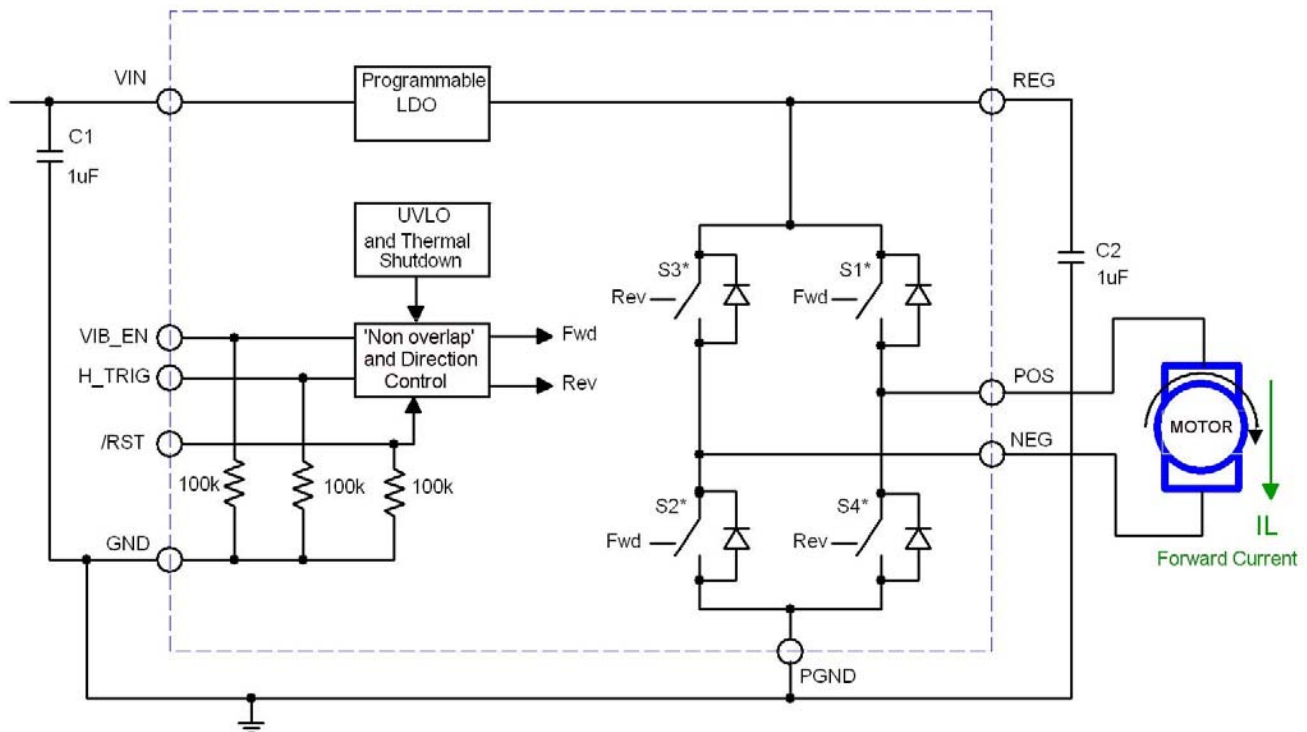 VIN
Programmable
LDO
REG
C1
1uF
UVLO
and Thermal
Shutdown
S3*
Rev
S1*
Fwd
C2
1uF
VIB_EN
H_TRIG
/RST
'Non overlap'
and Direction
Control
Fwd
Rev
POS
NEG
MOTOR
100k
100k
100k
S2*
Fwd
S4*
Rev
GND
IL
Forward Current
PGND